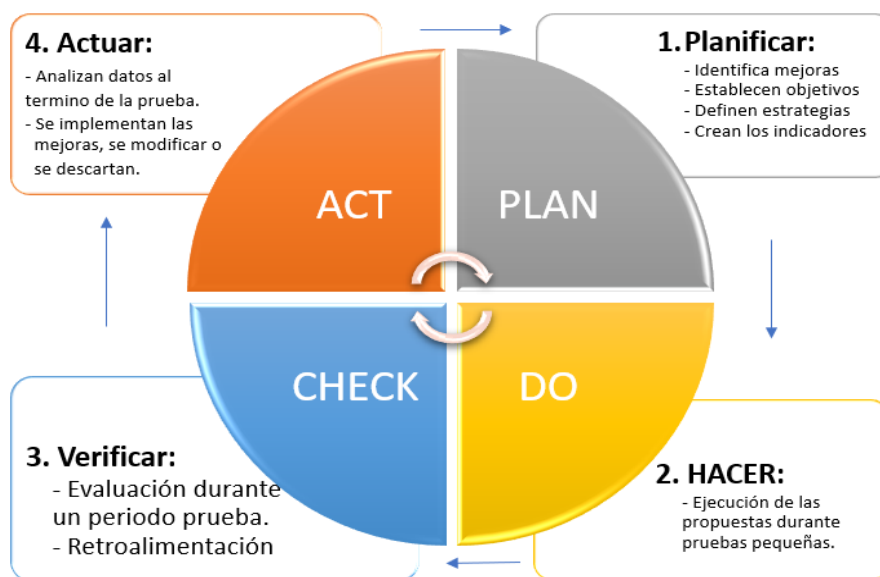 4. Actuar:
- Analizan datos al
termino de la prueba.
- Se implementan las
mejoras, se modificar o
se descartan.
1.Planificar:
- Identifica mejoras
- Establecen objetivos
- Definen estrategias
- Crean los indicadores
ACT
PLAN
CHECK
DO
3. Verificar:
- Evaluación durante
un periodo prueba.
- Retroalimentación
2. HACER:
- Ejecución de las
propuestas durante
pruebas pequeñas.